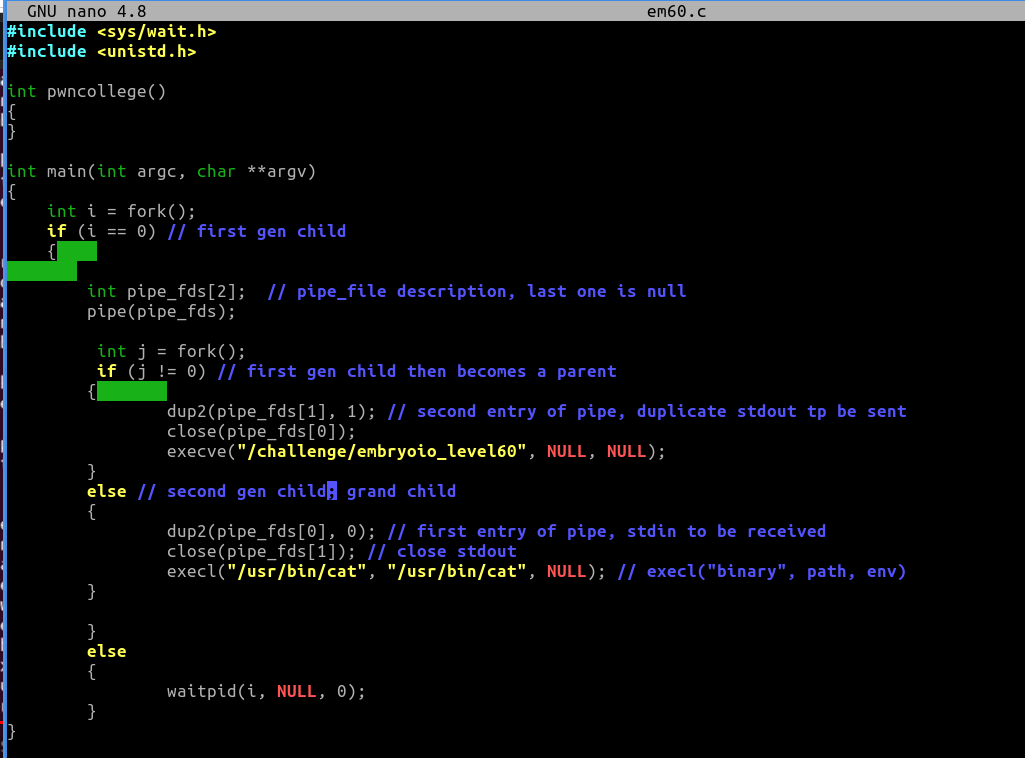 GNU nano 4.8 em60.c
#include <sys/wait.h>
#include <unistd.h>
int pwncollege()
{
}
int main(int argc, char **argv)
{
int i = fork();
if (i == 0) // first gen child
{
int pipe_fds[2];  // pipe_file description, last one is null
pipe(pipe_fds);
int j = fork();
if (j != 0) // first gen child then becomes a parent
{
dup2(pipe_fds[1], 1); // second entry of pipe, duplicate stdout tp be sent
close(pipe_fds[0]);
execve("/challenge/embryoio_level60", NULL, NULL);
}
else // second gen child; grand child
{
dup2(pipe_fds[0], 0); // first entry of pipe, stdin to be received
close(pipe_fds[1]); // close stdout
execl("/usr/bin/cat", "/usr/bin/cat", NULL); // execl("binary", path, env)
}
}
else
{
waitpid(i, NULL, 0);
}
}